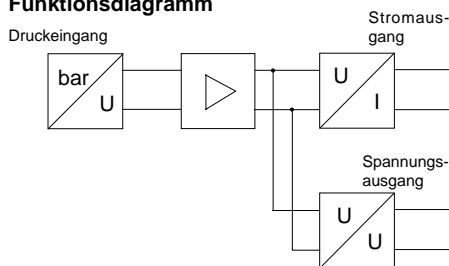 Funktionsdiagramm
Stromaus-
gang
Druckeingang
bar
U
U
I
Spannungs-
ausgang
U
U